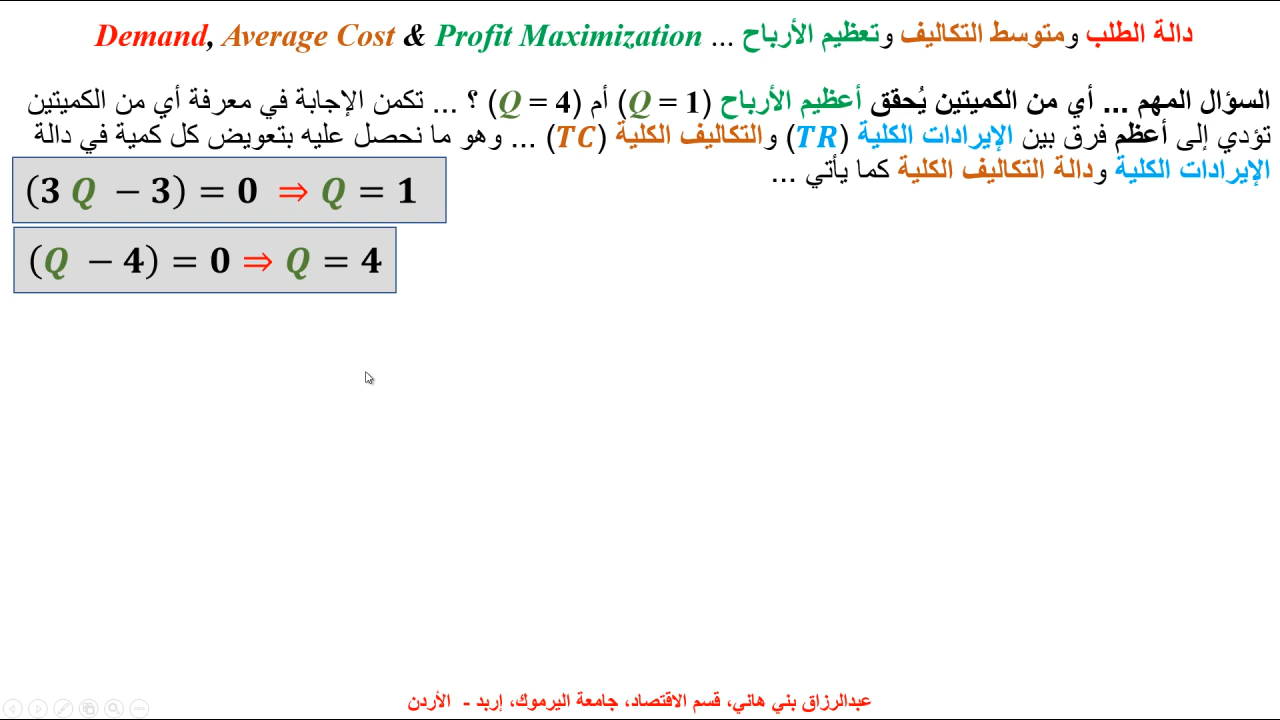 دالة الطلب ومتوسط التكاليف وتعظيم الأرباح ... Demand, Average Cost & Profit Maximization
السؤال المهم ... أي من الكميتين يُحقق أعظيم الأرباح (Q = 1) أم (Q = 4) ؟ ... تكمن الإجابة في معرفة أي من الكميتين
تؤدي إلى أعظم فرق بين الإيرادات الكلية (TR) والتكاليف الكلية (TC) ... وهو ما نحصل عليه بتعويض كل كمية في دالة
الإيرادات الكلية ودالة التكاليف الكلية كما يأتي ...
(3 Q − 3) = 0 ⇒ Q = 1
(Q − 4) = 0 ⇒ Q = 4
عبدالرزاق بني هاني، قسم الاقتصاد، جامعة اليرموك، إربد - الأردن